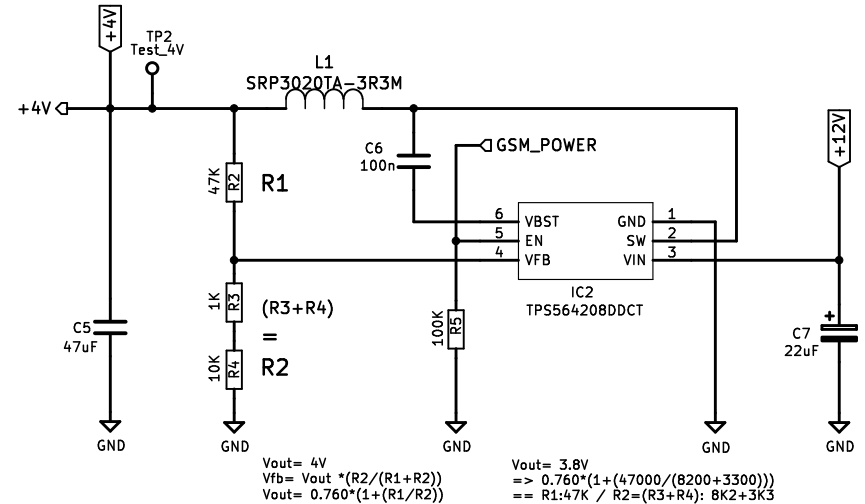 +4V
TP2
Test_4V
L1
SRP3020TA-3R3M
+4V
+12V
C6
100n
GSM_POWER
47K
R2
R1
6
VBST
GND
1
5
EN
SW
2
4
VFB
VIN
3
IC2
TPS564208DDCT
1K
R3
(R3+R4)
=
10K
R4
R2
100K
R5
C5
47uF
+
C7
22uF
GND
GND
GND
GND
GND
Vout= 4V
Vfb= Vout *(R2/(R1+R2))
Vout= 0.760*(1+(R1/R2))
Vout= 3.8V
=> 0.760*(1+(47000/(8200+3300)))
== R1:47K / R2=(R3+R4): 8K2+3K3